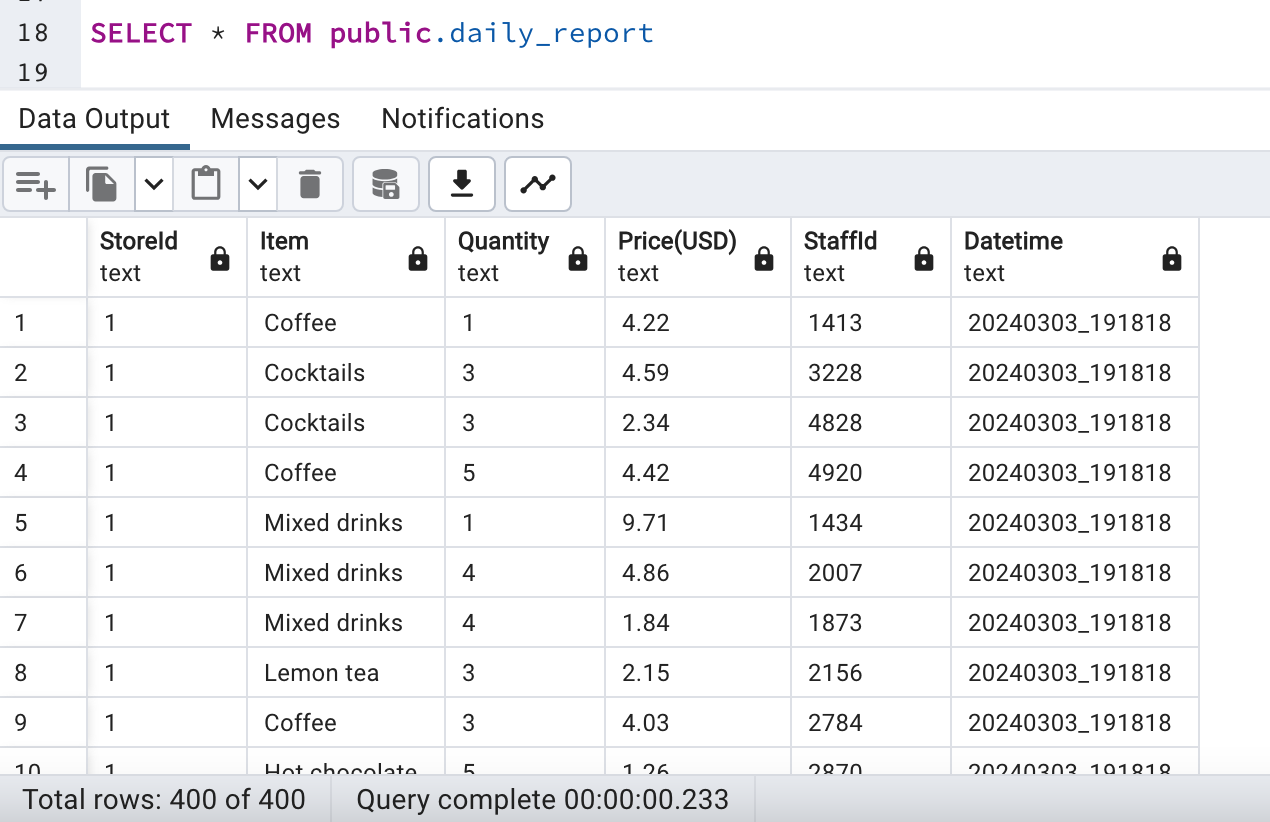 18 SELECT * FROM public.daily_report
19
Data Output Messages Notifications
StoreId Item Quantity Price(USD) StaffId Datetime
text text text text text text
1 1 Coffee 1 4.22 1413 20240303_191818
2 1 Cocktails 3 4.59 3228 20240303_191818
3 1 Cocktails 3 2.34 4828 20240303_191818
4 1 Coffee 5 4.42 4920 20240303_191818
5 1 Mixed drinks 1 9.71 1434 20240303_191818
6 1 Mixed drinks 4 4.86 2007 20240303_191818
7 1 Mixed drinks 4 1.84 1873 20240303_191818
8 1 Lemon tea 3 2.15 2156 20240303_191818
9 1 Coffee 3 4.03 2784 20240303_191818
10 1 Hot chocolate 5 1.26 2870 20240303_191818
Total rows: 400 of 400 Query complete 00:00:00.233